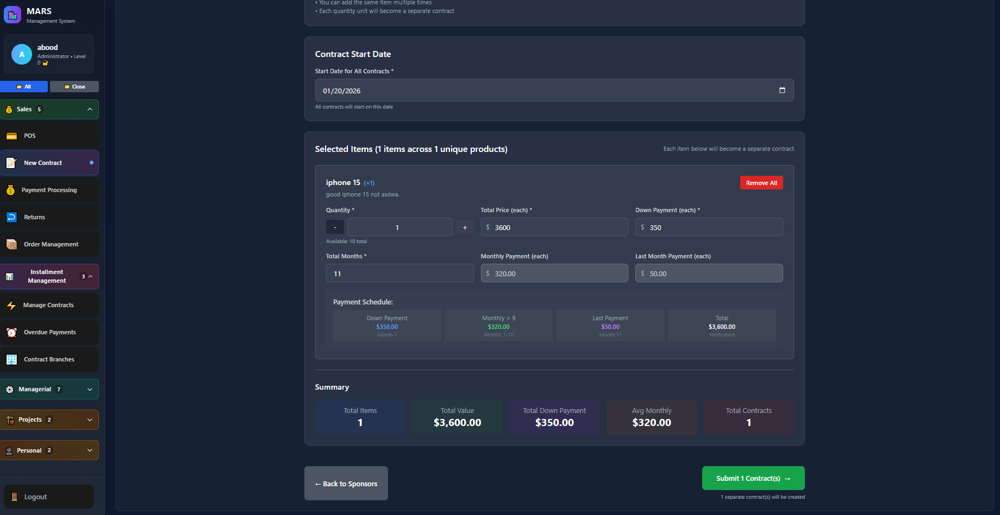 MARS
Management System
A
abood
Administrator • Level
0
All
Close
Sales 5
POS
New Contract
Payment Processing
Returns
Order Management
Installment
Management
3
Manage Contracts
Overdue Payments
Contract Branches
Managerial 7
Projects 2
Personal 2
Logout
• You can add the same item multiple times
• Each quantity unit will become a separate contract
Contract Start Date
Start Date for All Contracts *
01/20/2026
All contracts will start on this date
Selected Items (1 items across 1 unique products)
Each item below will become a separate contract
iphone 15 (×1)
Remove All
good iphone 15 not asdwa.
Quantity *
Total Price (each) *
Down Payment (each) *
- 1 +
$ 3600
$ 350
Available: 18 total
Total Months *
Monthly Payment (each)
Last Month Payment (each)
11
$ 320.00
$ 50.00
Payment Schedule:
Down Payment
$350.00
Month 1
Monthly × 9
$320.00
Months 1-10
Last Payment
$50.00
Month 11
Total
$3,600.00
Verification
Summary
Total Items
1
Total Value
$3,600.00
Total Down Payment
$350.00
Avg Monthly
$320.00
Total Contracts
1
← Back to Sponsors
Submit 1 Contract(s) →
1 separate contract(s) will be created